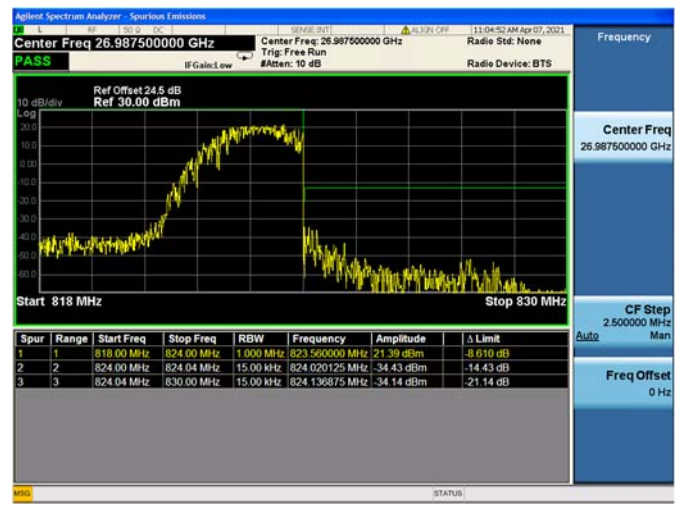 Agilent Spectrum Analyzer - Spurious Emissions
L RF 50 Ω DC SENSE:INT ALIGN OFF 11:04:52 AM Apr 07, 2021
Center Freq 26.987500000 GHz Center Freq: 26.987500000 GHz Radio Std: None
Trig: Free Run
PASS IFGain:Low #Atten: 10 dB Radio Device: BTS
Frequency
Ref Offset 24.5 dB
10 dB/div Ref 30.00 dBm
Log
20.0
10.0
0.00
-10.0
-20.0
-30.0
-40.0
-50.0
-60.0
Start 818 MHz Stop 830 MHz
Center Freq
26.987500000 GHz
CF Step
2.500000 MHz
Auto Man
Freq Offset
0 Hz
Spur Range Start Freq Stop Freq RBW Frequency Amplitude Δ Limit
1 1 818.00 MHz 824.00 MHz 1.000 MHz 823.560000 MHz 21.39 dBm -8.610 dB
2 2 824.00 MHz 824.04 MHz 15.00 kHz 824.020125 MHz -34.43 dBm -14.43 dB
3 3 824.04 MHz 830.00 MHz 15.00 kHz 824.136875 MHz -34.14 dBm -21.14 dB
MSG STATUS